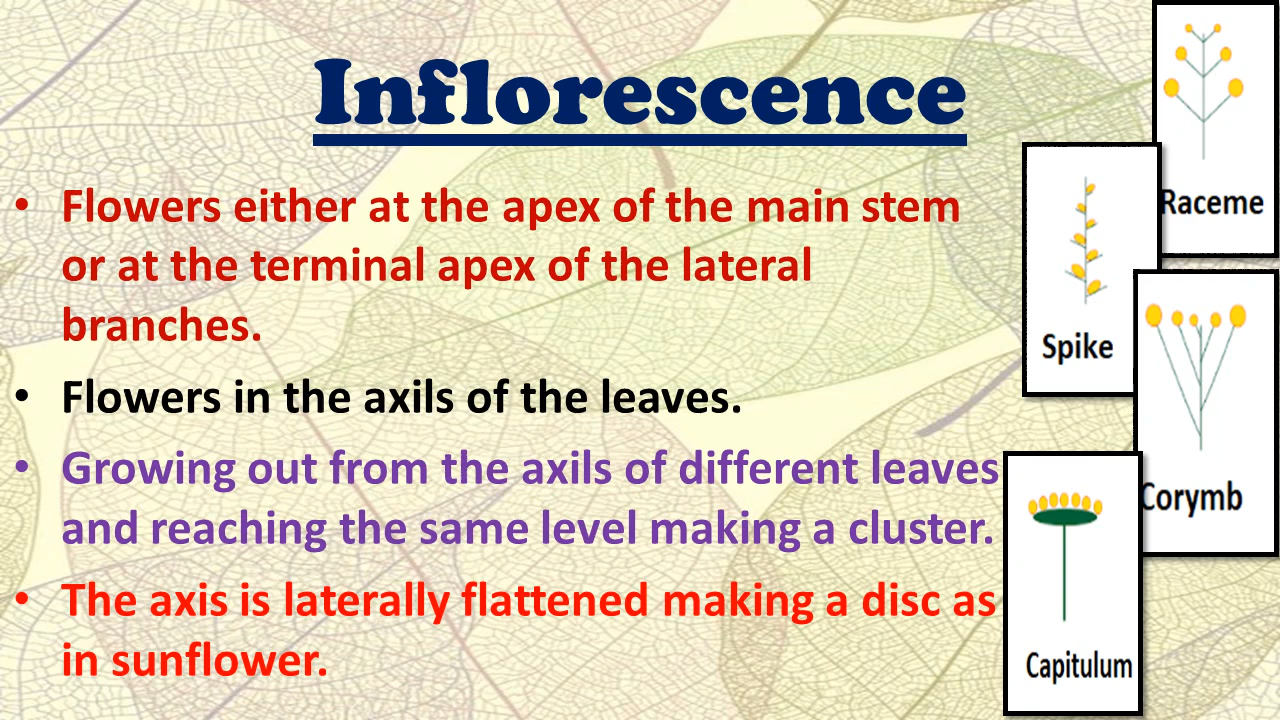 Inflorescence
• Flowers either at the apex of the main stem
or at the terminal apex of the lateral
branches.
• Flowers in the axils of the leaves.
• Growing out from the axils of different leaves
and reaching the same level making a cluster.
• The axis is laterally flattened making a disc as
in sunflower.
Raceme
Spike
Corymb
Capitulum